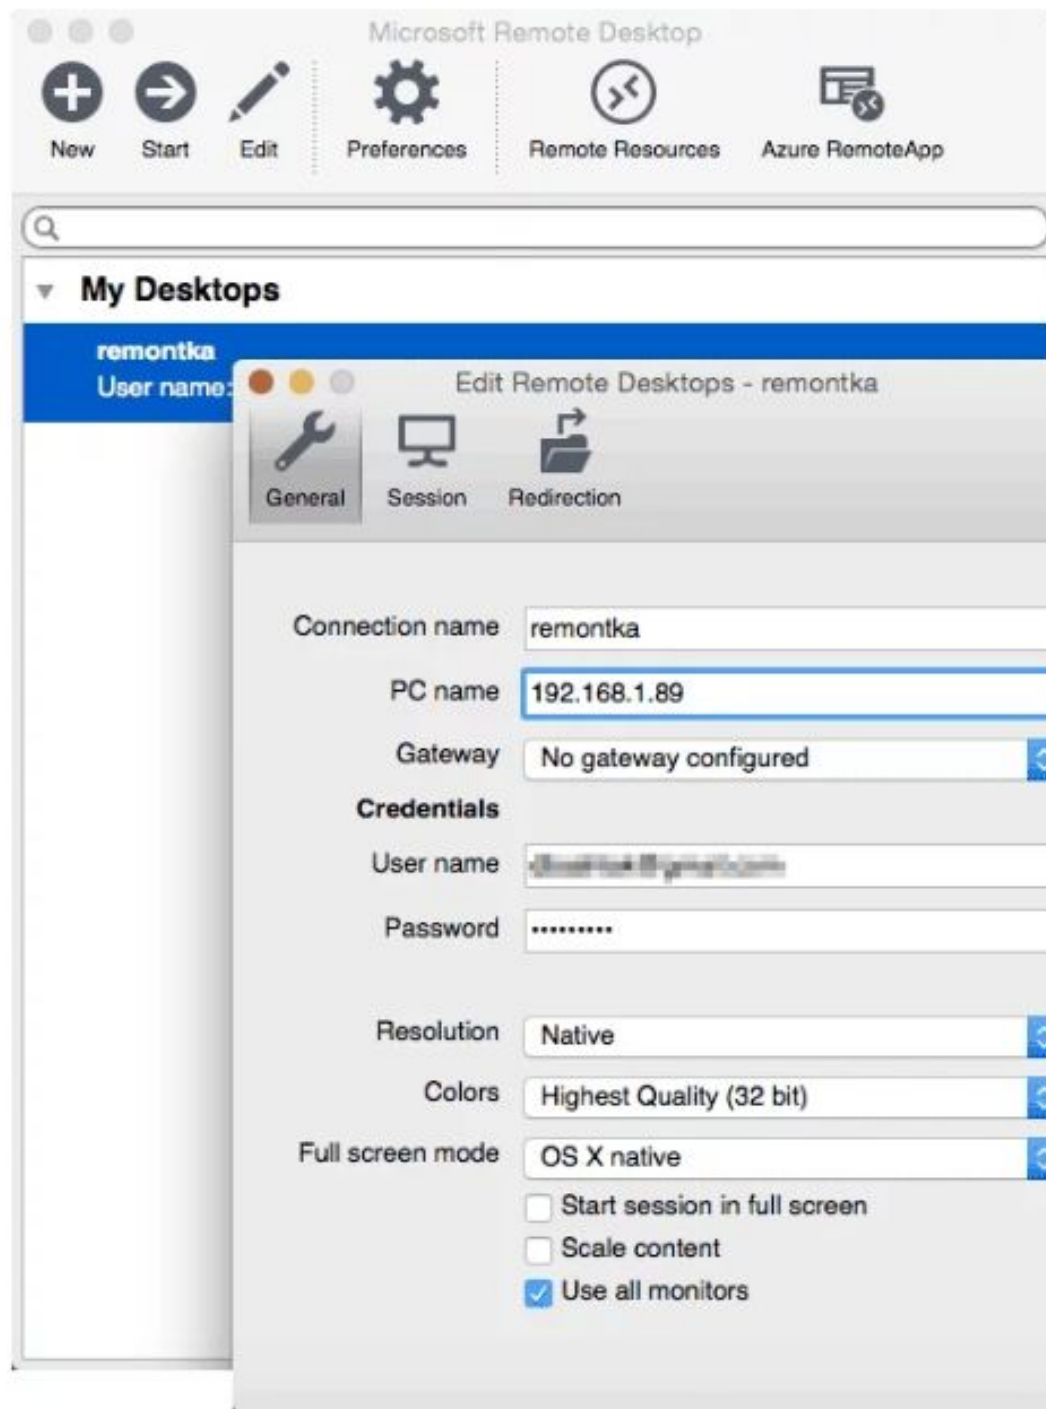 Microsoft Remote Desktop
New Start Edit Preferences Remote Resources Azure RemoteApp
My Desktops
remontka
User name:
Edit Remote Desktops - remontka
General Session Redirection
Connection name remontka
PC name 192.168.1.89
Gateway No gateway configured
Credentials
User name
Password •••••••••
Resolution Native
Colors Highest Quality (32 bit)
Full screen mode OS X native
Start session in full screen
Scale content
Use all monitors